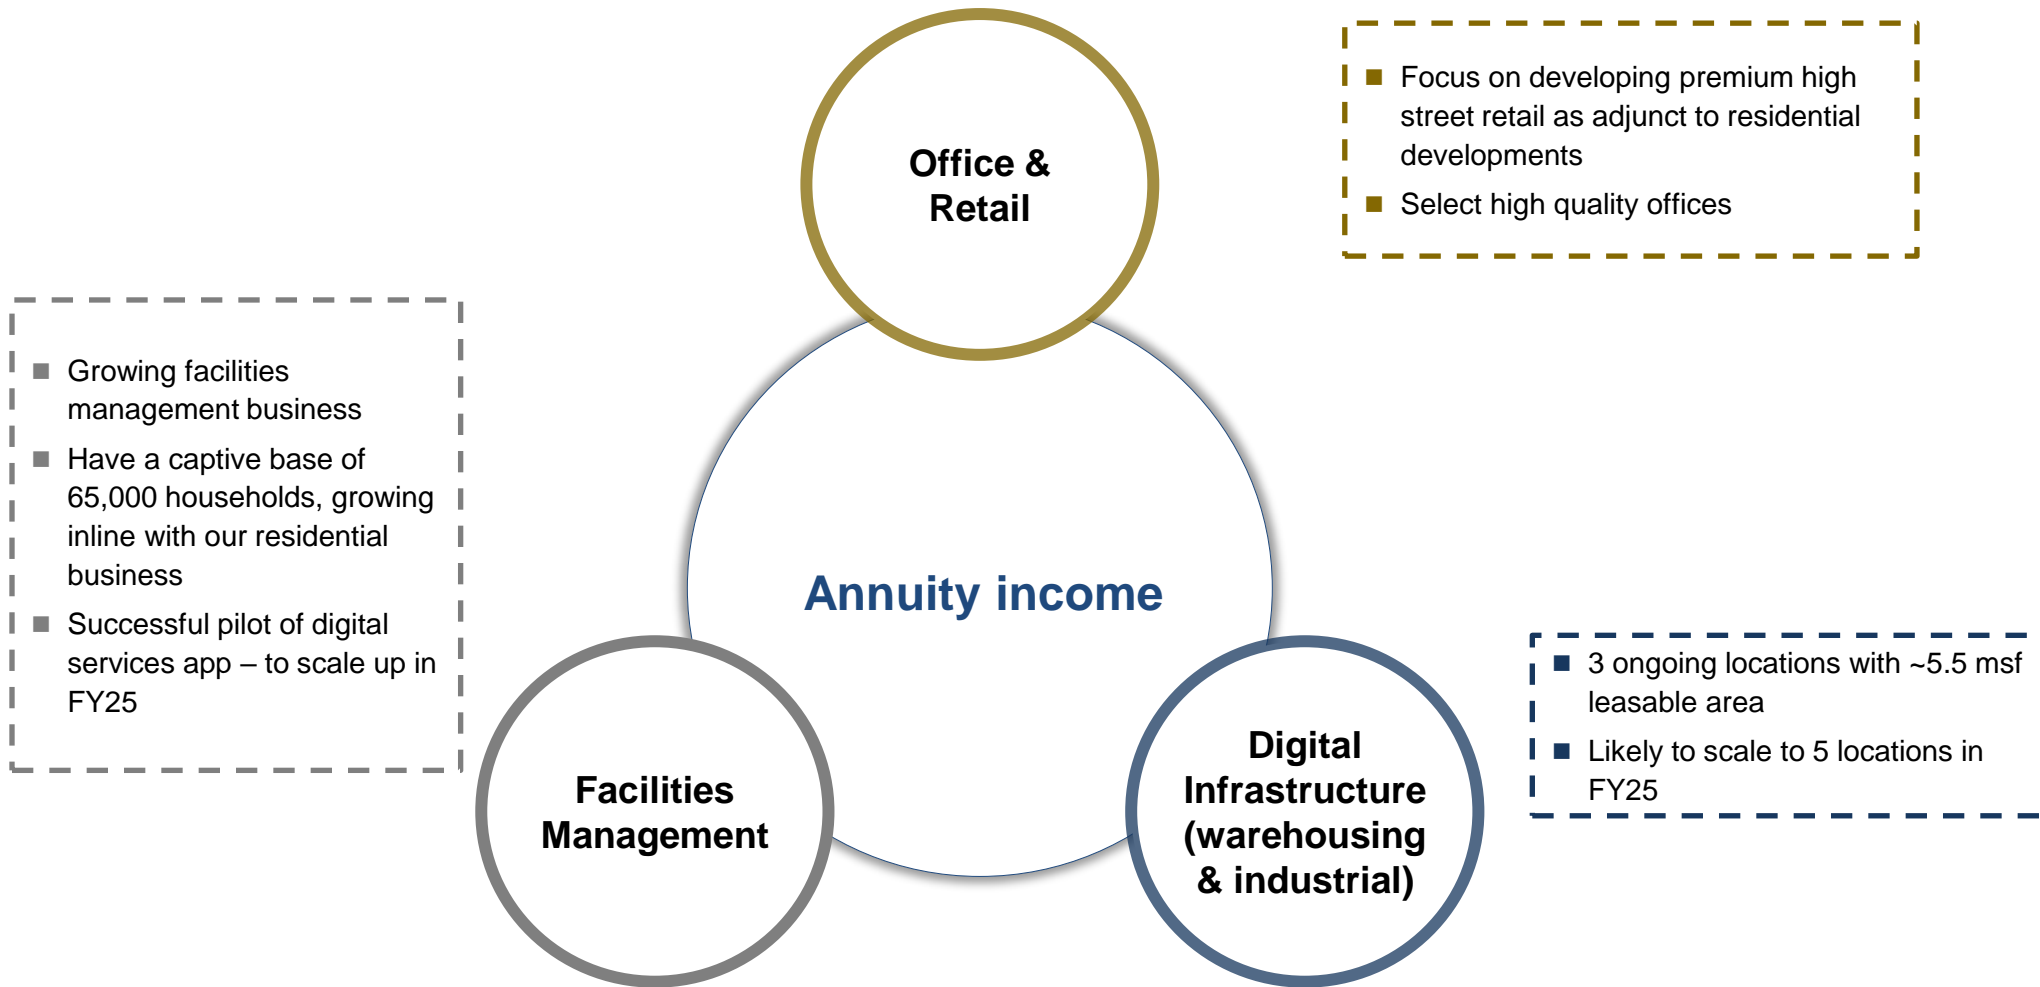 Office &
Retail
Focus on developing premium high
street retail as adjunct to residential
developments
Select high quality offices
Growing facilities
management business
Have a captive base of
65,000 households, growing
inline with our residential
business
Successful pilot of digital
services app – to scale up in
FY25
Annuity income
Facilities
Management
Digital
Infrastructure
(warehousing
& industrial)
3 ongoing locations with ~5.5 msf
leasable area
Likely to scale to 5 locations in
FY25